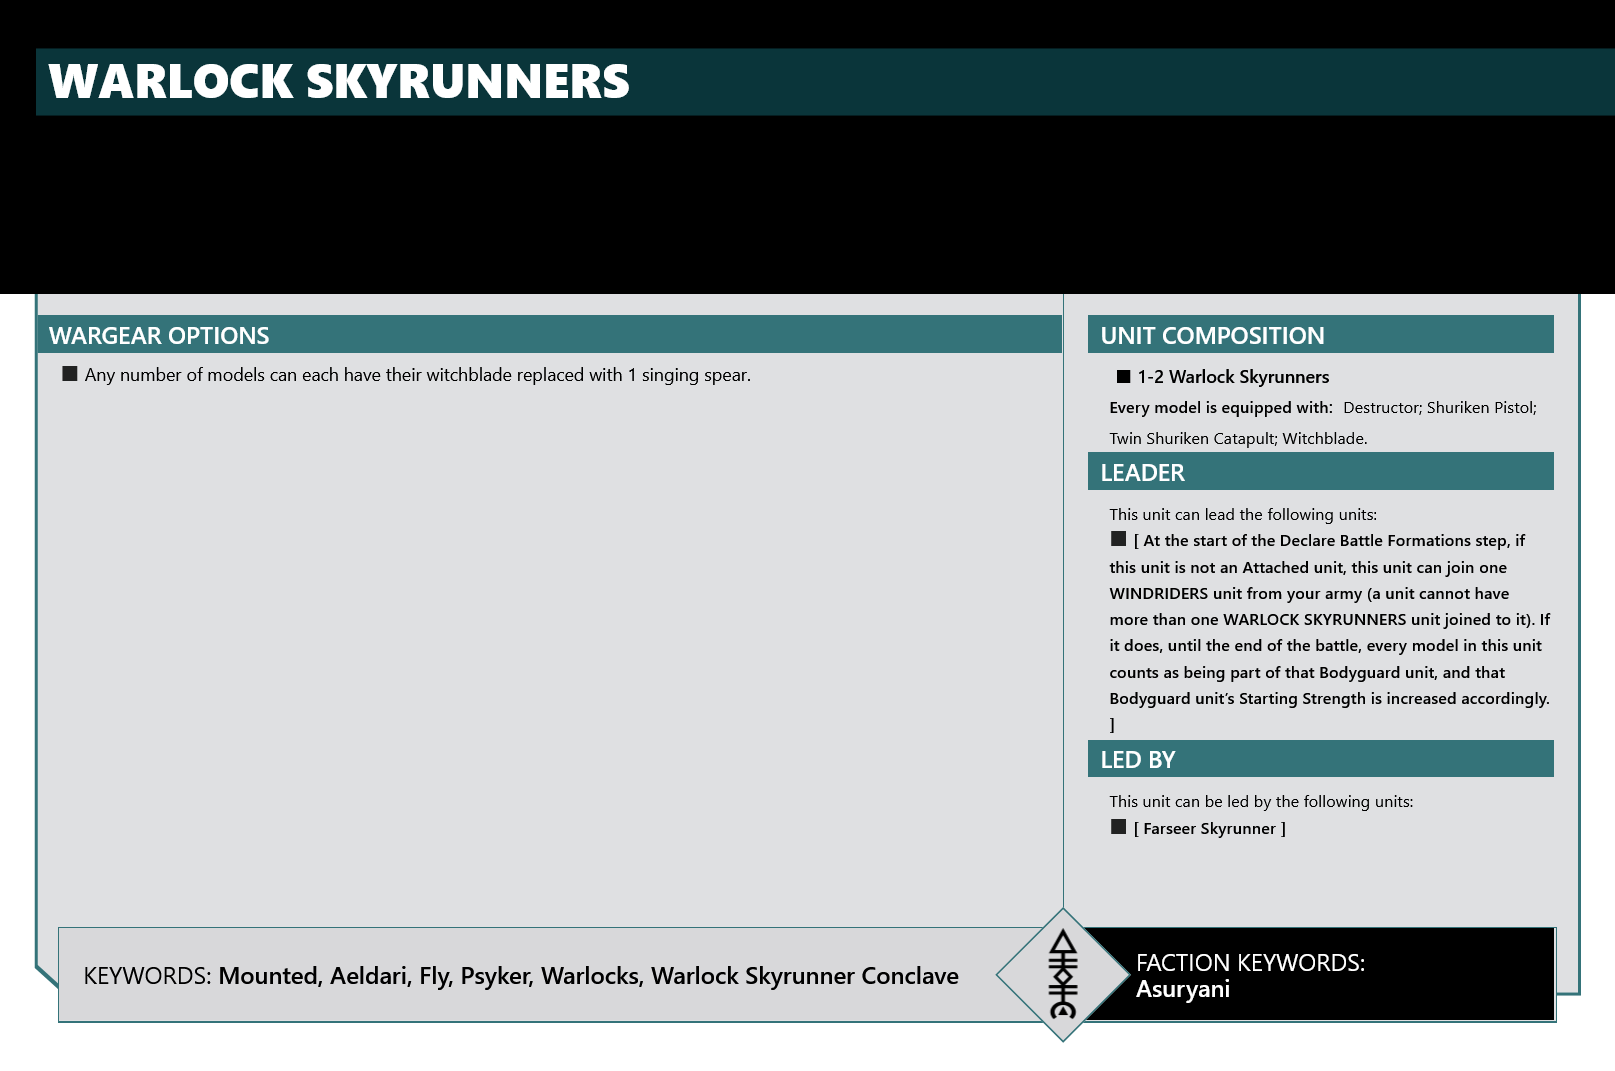 WARLOCK SKYRUNNERS
WARGEAR OPTIONS
■ Any number of models can each have their witchblade replaced with 1 singing spear.
UNIT COMPOSITION
■ 1-2 Warlock Skyrunners
Every model is equipped with: Destructor; Shuriken Pistol;
Twin Shuriken Catapult; Witchblade.
LEADER
This unit can lead the following units:
■ [ At the start of the Declare Battle Formations step, if
this unit is not an Attached unit, this unit can join one
WINDRIDERS unit from your army (a unit cannot have
more than one WARLOCK SKYRUNNERS unit joined to it). If
it does, until the end of the battle, every model in this unit
counts as being part of that Bodyguard unit, and that
Bodyguard unit's Starting Strength is increased accordingly.
]
LED BY
This unit can be led by the following units:
■ [ Farseer Skyrunner ]
KEYWORDS: Mounted, Aeldari, Fly, Psyker, Warlocks, Warlock Skyrunner Conclave
FACTION KEYWORDS:
Asuryani